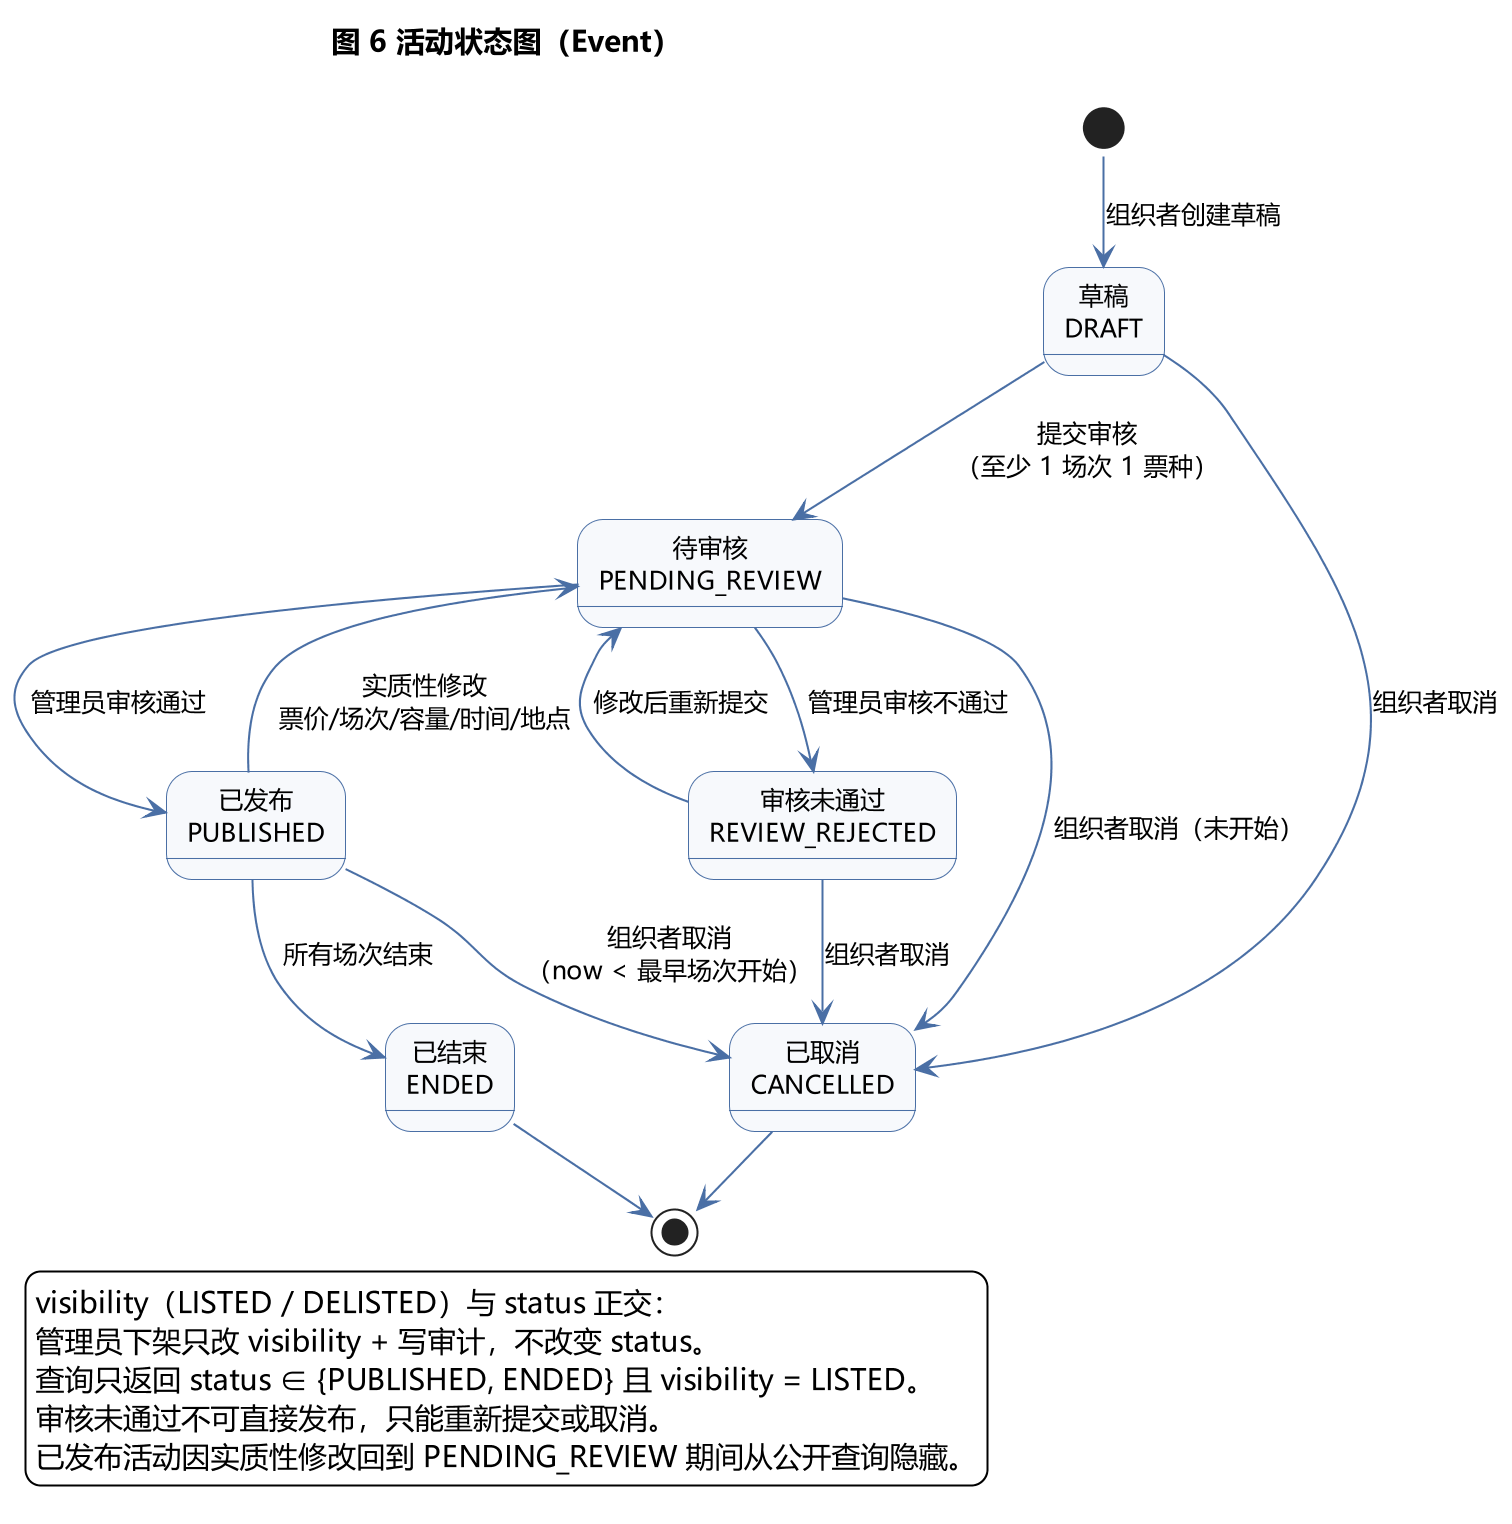 图 6 活动状态图（Event）
组织者创建草稿
草稿
DRAFT
提交审核
（至少 1 场次 1 票种）
待审核
PENDING_REVIEW
管理员审核通过
实质性修改
票价/场次/容量/时间/地点
修改后重新提交
管理员审核不通过
组织者取消
已发布
PUBLISHED
审核未通过
REVIEW_REJECTED
组织者取消（未开始）
所有场次结束
组织者取消
（now < 最早场次开始）
组织者取消
已结束
ENDED
已取消
CANCELLED
visibility（LISTED / DELISTED）与 status 正交：
管理员下架只改 visibility + 写审计，不改变 status。
查询只返回 status ∈ {PUBLISHED, ENDED} 且 visibility = LISTED。
审核未通过不可直接发布，只能重新提交或取消。
已发布活动因实质性修改回到 PENDING_REVIEW 期间从公开查询隐藏。